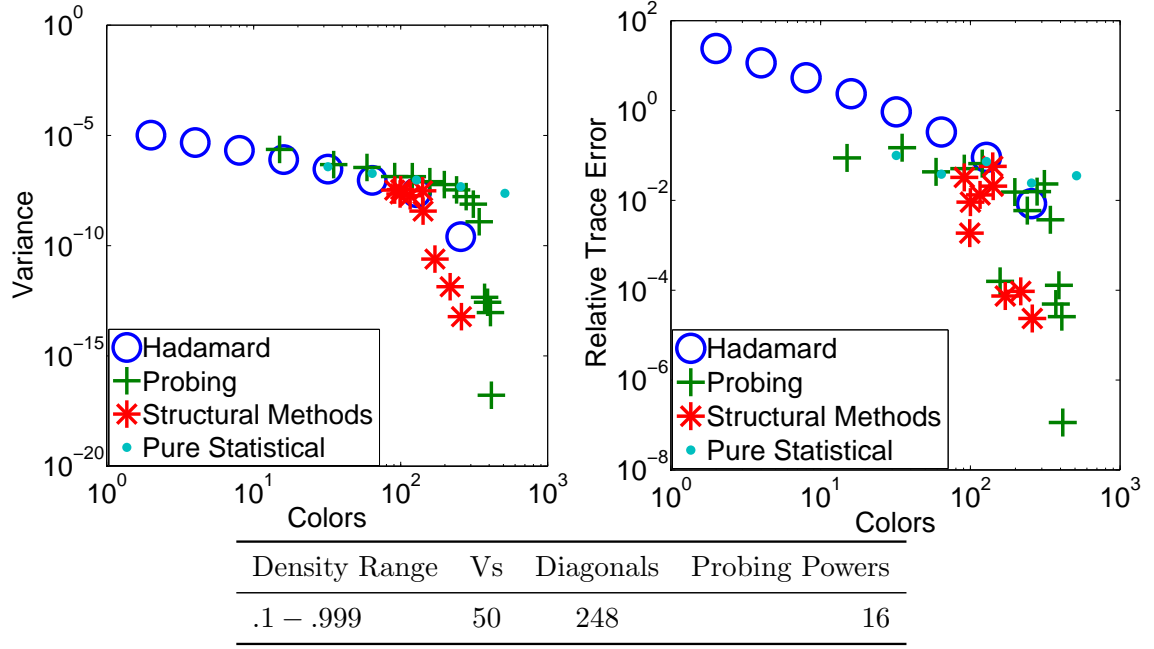 10^0
10^-5
10^-10
10^-15
10^-20
Variance
Hadamard
Probing
Structural Methods
Pure Statistical
10^0
10^1
10^2
10^3
Colors
10^2
10^0
10^-2
10^-4
10^-6
10^-8
Relative Trace Error
Hadamard
Probing
Structural Methods
Pure Statistical
10^0
10^1
10^2
10^3
Colors
Density Range Vs Diagonals Probing Powers
.1 − .999 50 248 16